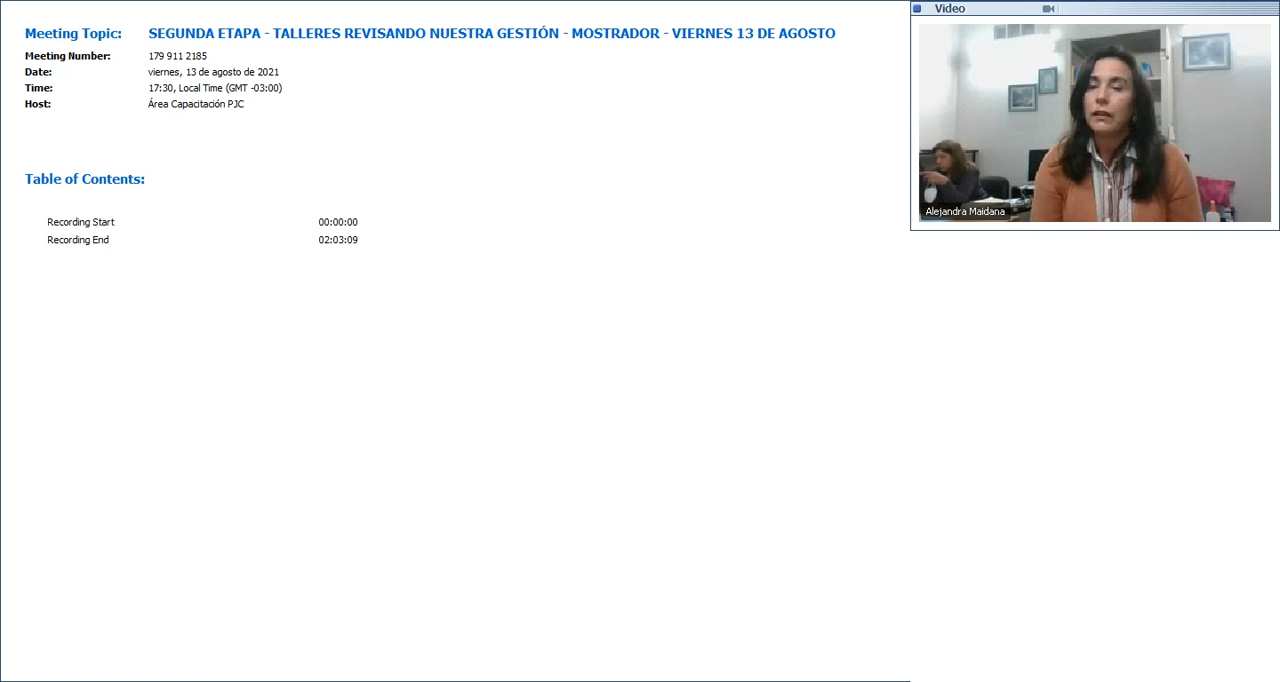 Meeting Topic: SEGUNDA ETAPA - TALLERES REVISANDO NUESTRA GESTIÓN - MOSTRADOR - VIERNES 13 DE AGOSTO
Meeting Number: 179 911 2185
Date: viernes, 13 de agosto de 2021
Time: 17:30, Local Time (GMT -03:00)
Host: Área Capacitación PJC
Table of Contents:
Recording Start 00:00:00
Recording End 02:03:09
Video
Alejandra Maidana